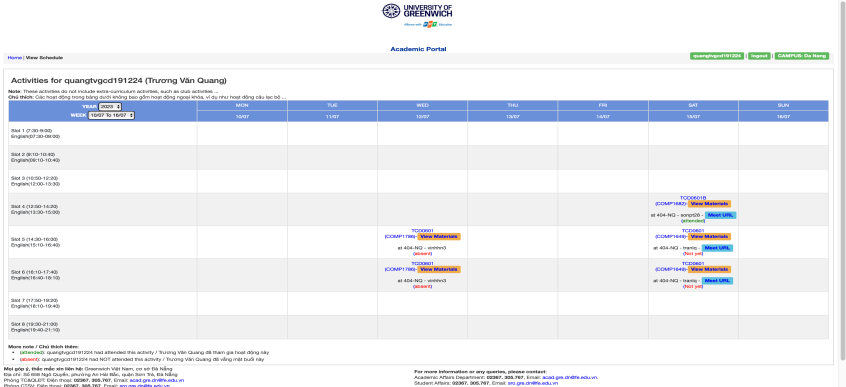 UNIVERSITY OF
GREENWICH
Alliance with FPT Education
Academic Portal
Home | View Schedule
quangtvgcd191224 | logout | CAMPUS: Da Nang
Activities for quangtvgcd191224 (Trương Văn Quang)
Note: These activities do not include extra-curriculum activities, such as club activities ...
Chú thích: Các hoạt động trong bảng dưới không bao gồm hoạt động ngoại khóa, ví dụ như hoạt động câu lạc bộ ...
YEAR 2023
WEEK 10/07 To 16/07
MON TUE WED THU FRI SAT SUN
10/07 11/07 12/07 13/07 14/07 15/07 16/07
Slot 1 (7:30-9:00)
English(07:30-09:00)
Slot 2 (9:10-10:40)
English(09:10-10:40)
Slot 3 (10:50-12:20)
English(12:00-13:30)
Slot 4 (12:50-14:20)
English(13:30-15:00)
TCD0601B
(COMP1682)- View Materials
at 404-NQ - sonpt28 - Meet URL
(attended)
Slot 5 (14:30-16:00)
English(15:10-16:40)
TCD0601
(COMP1786)- View Materials
at 404-NQ - vinhhn3
(absent)
TCD0601
(COMP1649)- View Materials
at 404-NQ - tranlq - Meet URL
(Not yet)
Slot 6 (16:10-17:40)
English(16:40-18:10)
TCD0601
(COMP1786)- View Materials
at 404-NQ - vinhhn3
(absent)
TCD0601
(COMP1649)- View Materials
at 404-NQ - tranlq - Meet URL
(Not yet)
Slot 7 (17:50-19:20)
English(18:10-19:40)
Slot 8 (19:30-21:00)
English(19:40-21:10)
More note / Chú thích thêm:
• (attended): quangtvgcd191224 had attended this activity / Trương Văn Quang đã tham gia hoạt động này
• (absent): quangtvgcd191224 had NOT attended this activity / Trương Văn Quang đã vắng mặt buổi này
Mọi góp ý, thắc mắc xin liên hệ: Greenwich Việt Nam, cơ sở Đà Nẵng
Địa chỉ: Số 658 Ngô Quyền, phường An Hải Bắc, quận Sơn Trà, Đà Nẵng
Phòng TC&QLĐT: Điện thoại: 02367. 305.767, Email: acad.gre.dn@fe.edu.vn
Phòng CTSV: Điện thoại: 02367. 305.767, Email: sro.gre.dn@fe.edu.vn
For more information or any queries, please contact:
Academic Affairs Department: 02367. 305.767, Email: acad.gre.dn@fe.edu.vn.
Student Affairs: 02367. 305.767, Email: sro.gre.dn@fe.edu.vn